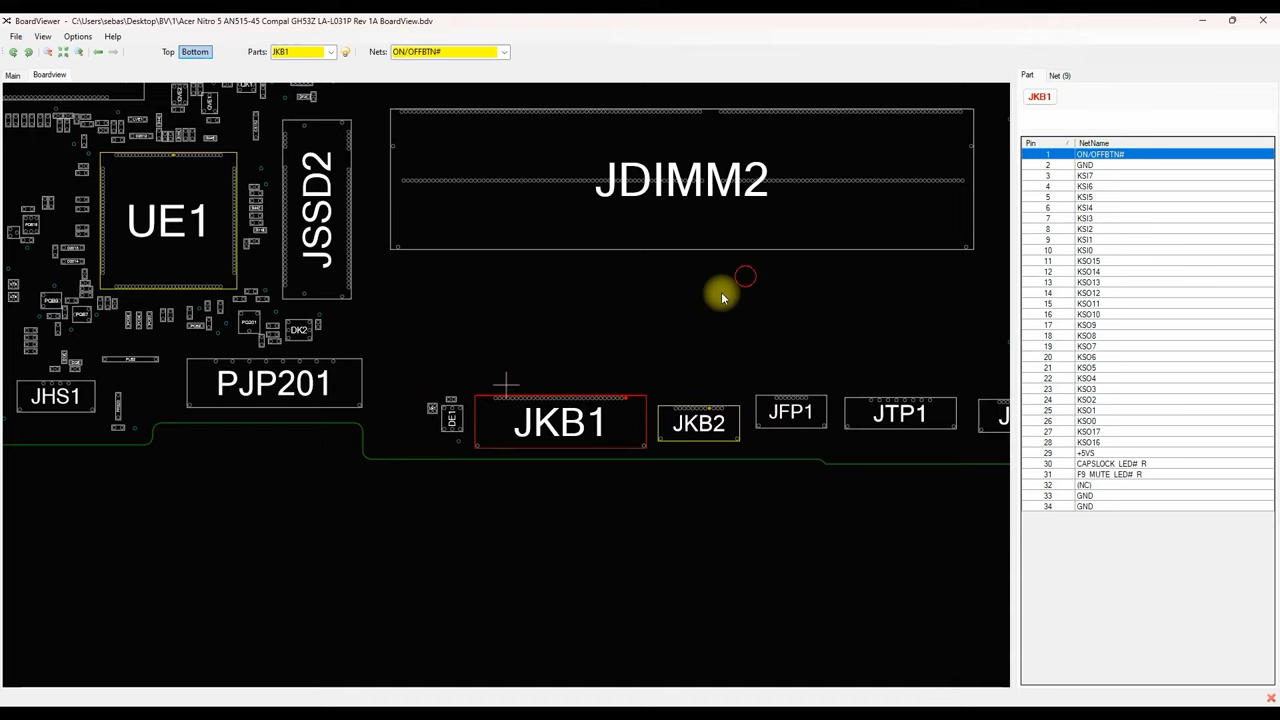 BoardViewer - C:\Users\sebas\Desktop\BV\1\Acer Nitro 5 AN515-45 Compal GH53Z LA-L031P Rev 1A BoardView.bdv
File View Options Help
Top Bottom Parts: JKB1 Nets: ON/OFFBTN#
Main Boardview
Part Net (9)
JKB1
Pin / NetName
1 ON/OFFBTN#
2 GND
3 KSI7
4 KSI6
5 KSI5
6 KSI4
7 KSI3
8 KSI2
9 KSI1
10 KSI0
11 KSO15
12 KSO14
13 KSO13
14 KSO12
15 KSO11
16 KSO10
17 KSO9
18 KSO8
19 KSO7
20 KSO6
21 KSO5
22 KSO4
23 KSO3
24 KSO2
25 KSO1
26 KSO0
27 KSO17
28 KSO16
29 +5VS
30 CAPSLOCK_LED#_R
31 F9_MUTE_LED#_R
32 (NC)
33 GND
34 GND
JDIMM2
JSSD2
UE1
DK2
PJP201
JHS1
DE1
JKB1
JKB2
JFP1
JTP1
J